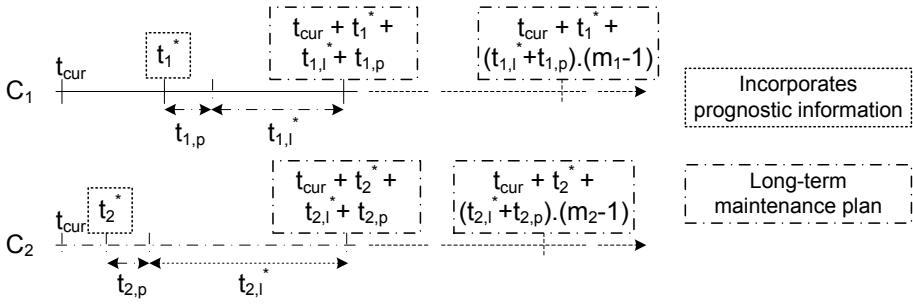 t_cur + t_1^* +
t_1,l^* + t_1,p
t_cur + t_1^* +
(t_1,l^*+t_1,p).(m_1-1)
t_1^*
t_cur
C_1
t_1,p
t_1,l^*
Incorporates
prognostic information
t_cur + t_2^* +
t_2,l^* + t_2,p
t_cur + t_2^* +
(t_2,l^*+t_2,p).(m_2-1)
t_2^*
t_cur
C_2
t_2,p
t_2,l^*
Long-term
maintenance plan